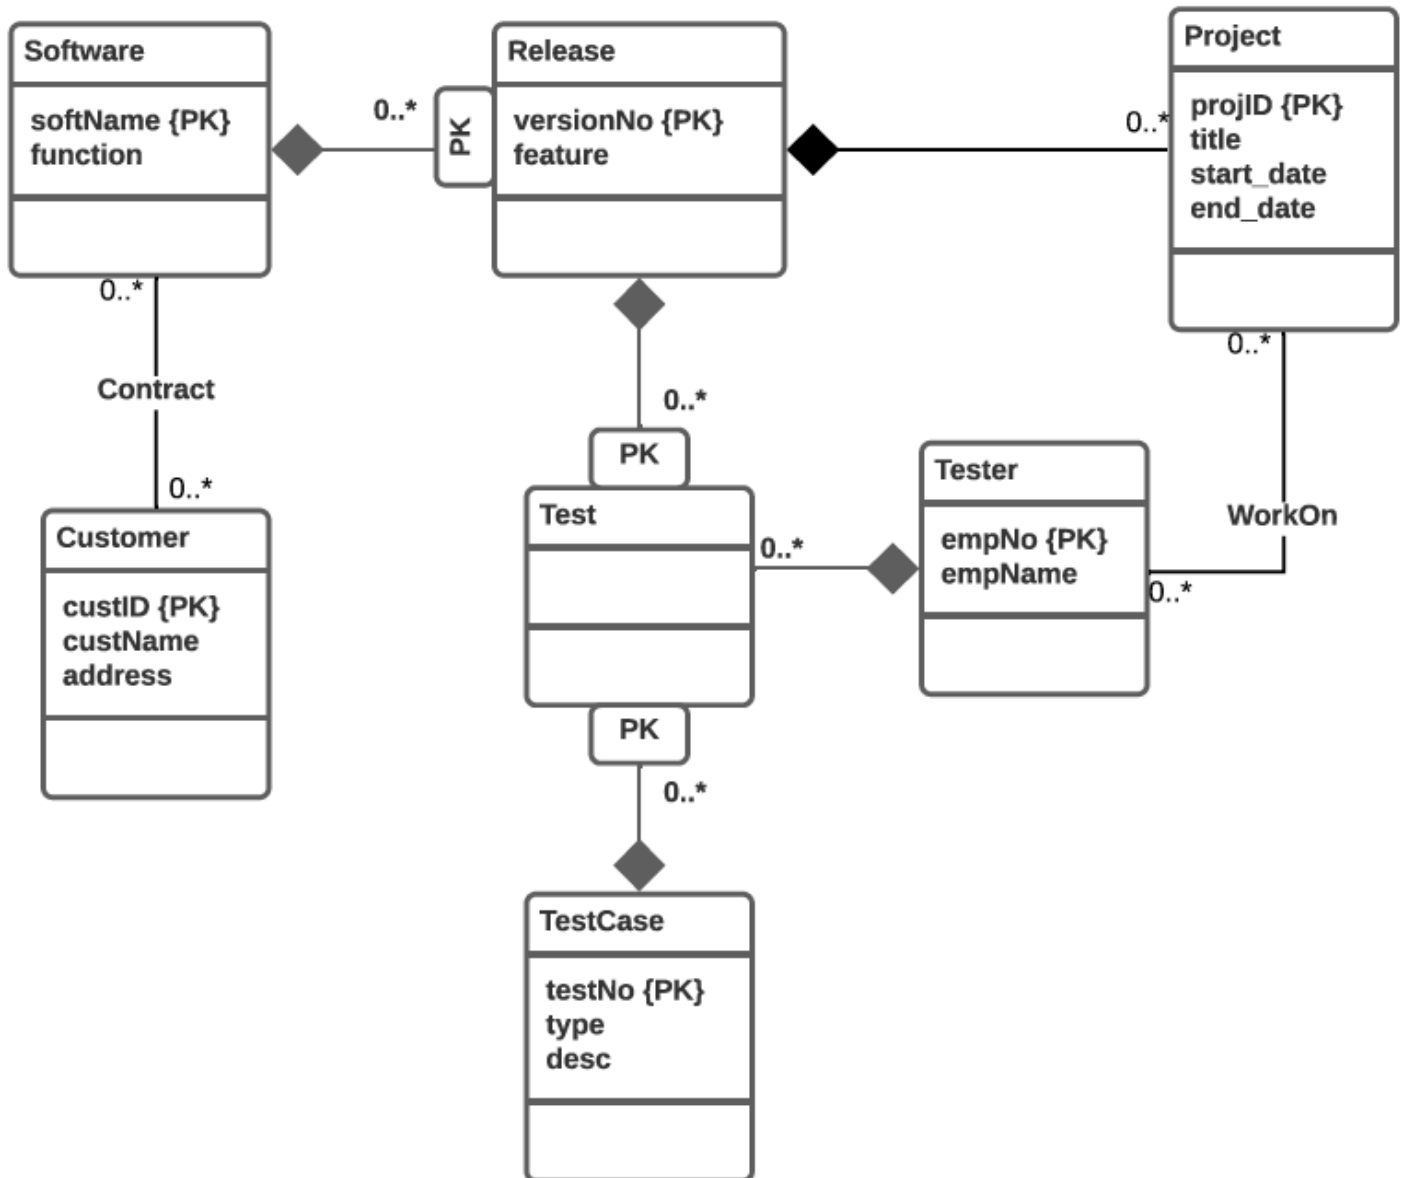 Software
softName {PK}
function
0..*
PK
Release
versionNo {PK}
feature
0..*
Project
projID {PK}
title
start_date
end_date
0..*
Contract
0..*
Customer
custID {PK}
custName
address
0..*
PK
Test
0..*
Tester
empNo {PK}
empName
0..*
WorkOn
0..*
PK
0..*
TestCase
testNo {PK}
type
desc